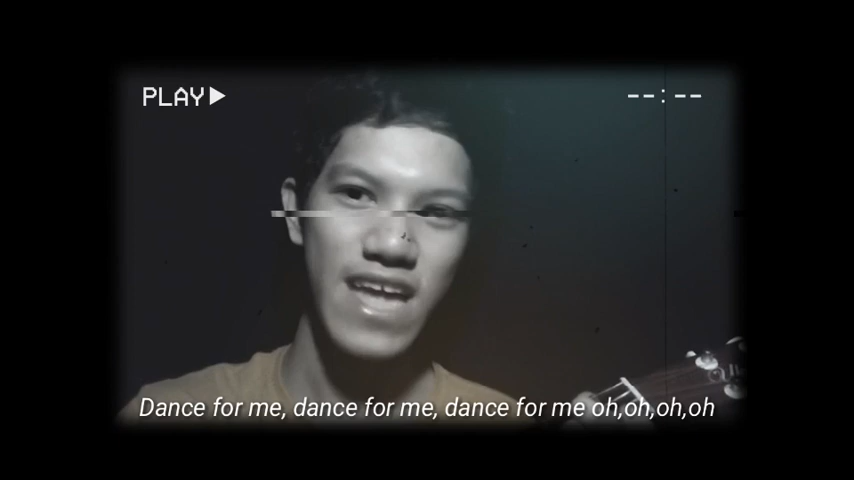 PLAY▶ --:--
Dance for me, dance for me, dance for me oh,oh,oh,oh